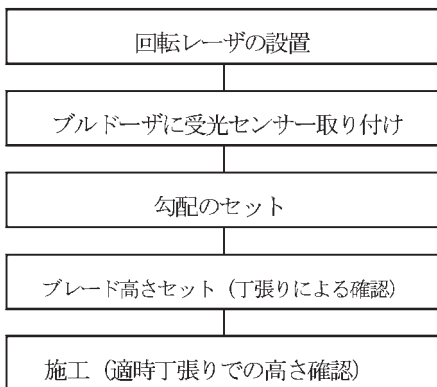 回転レーザの設置
ブルドーザに受光センサー取り付け
勾配のセット
ブレード高さセット（丁張りによる確認）
施工（適時丁張りでの高さ確認）